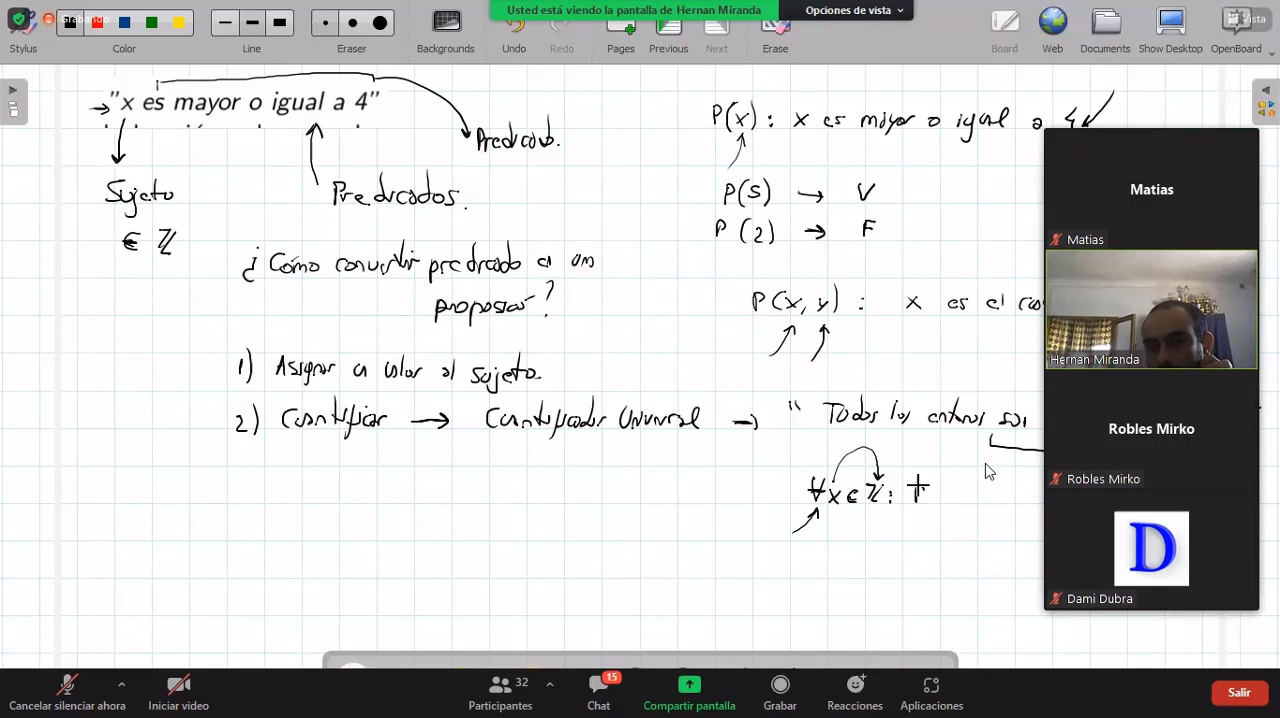 Grabando
Usted está viendo la pantalla de Hernan Miranda
Opciones de vista
Vista
Stylus
Color
Line
Eraser
Backgrounds
Undo
Redo
Pages
Previous
Next
Erase
Board
Web
Documents
Show Desktop
OpenBoard
"x es mayor o igual a 4"
Predicado.
Sujeto
∈ ℤ
Predicados.
¿Cómo convertir predicado a un
proposición?
1) Asignar un valor al sujeto.
2) Cuantificar → Cuantificador Universal → " Todos los enteros son
P(x) : x es mayor o igual a 4
P(5) → V
P(2) → F
P(x, y) : x es el
∀x ∈ ℤ :
Matias
Matias
Hernan Miranda
Robles Mirko
Robles Mirko
D
Dami Dubra
Cancelar silenciar ahora
Iniciar video
32
Participantes
15
Chat
Compartir pantalla
Grabar
Reacciones
Aplicaciones
Salir